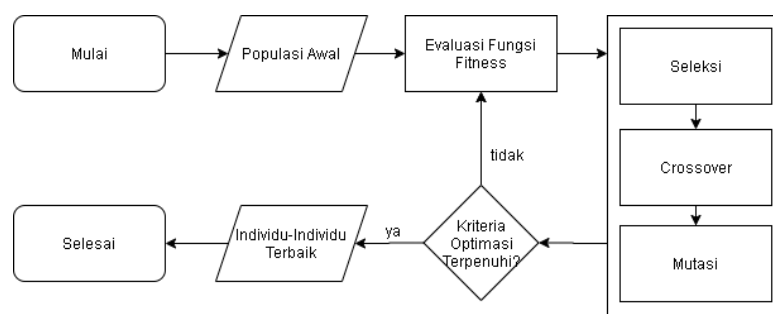 Mulai
Populasi Awal
Evaluasi Fungsi
Fitness
Seleksi
Crossover
Mutasi
tidak
Kriteria
Optimasi
Terpenuhi?
ya
Individu-Individu
Terbaik
Selesai